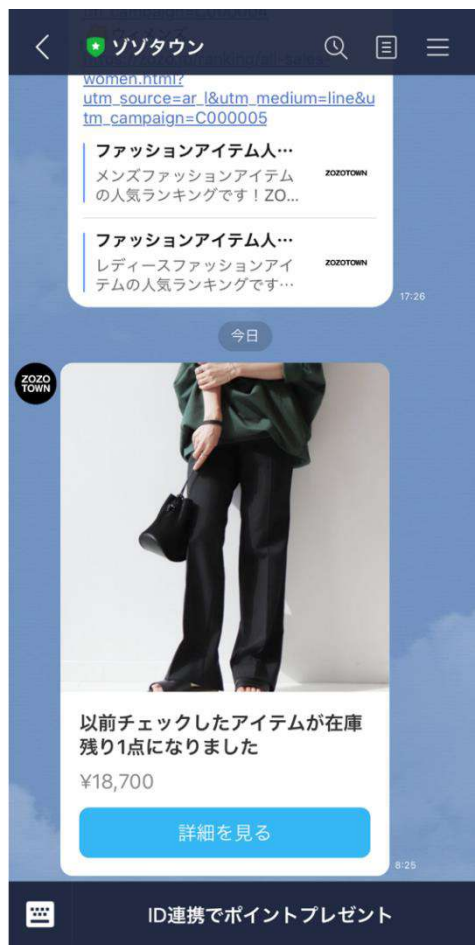 ゾゾタウン
women.html?
utm_source=ar_l&utm_medium=line&u
tm_campaign=C000005
ファッションアイテム人…
メンズファッションアイテム
の人気ランキングです！ZO...
ZOZOTOWN
ファッションアイテム人…
レディースファッションアイ
テムの人気ランキングです…
ZOZOTOWN
17:26
今日
ZOZO
TOWN
以前チェックしたアイテムが在庫
残り1点になりました
¥18,700
詳細を見る
8:25
ID連携でポイントプレゼント